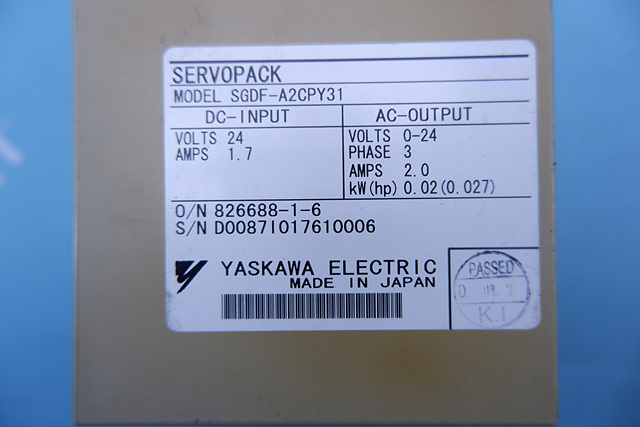 SERVOPACK
MODEL SGDF-A2CPY31
DC-INPUT
VOLTS 24
AMPS 1.7
AC-OUTPUT
VOLTS 0-24
PHASE 3
AMPS 2.0
kW(hp) 0.02(0.027)
O/N 826688-1-6
S/N D0087I017610006
YASKAWA ELECTRIC
MADE IN JAPAN
PASSED
D
K.I